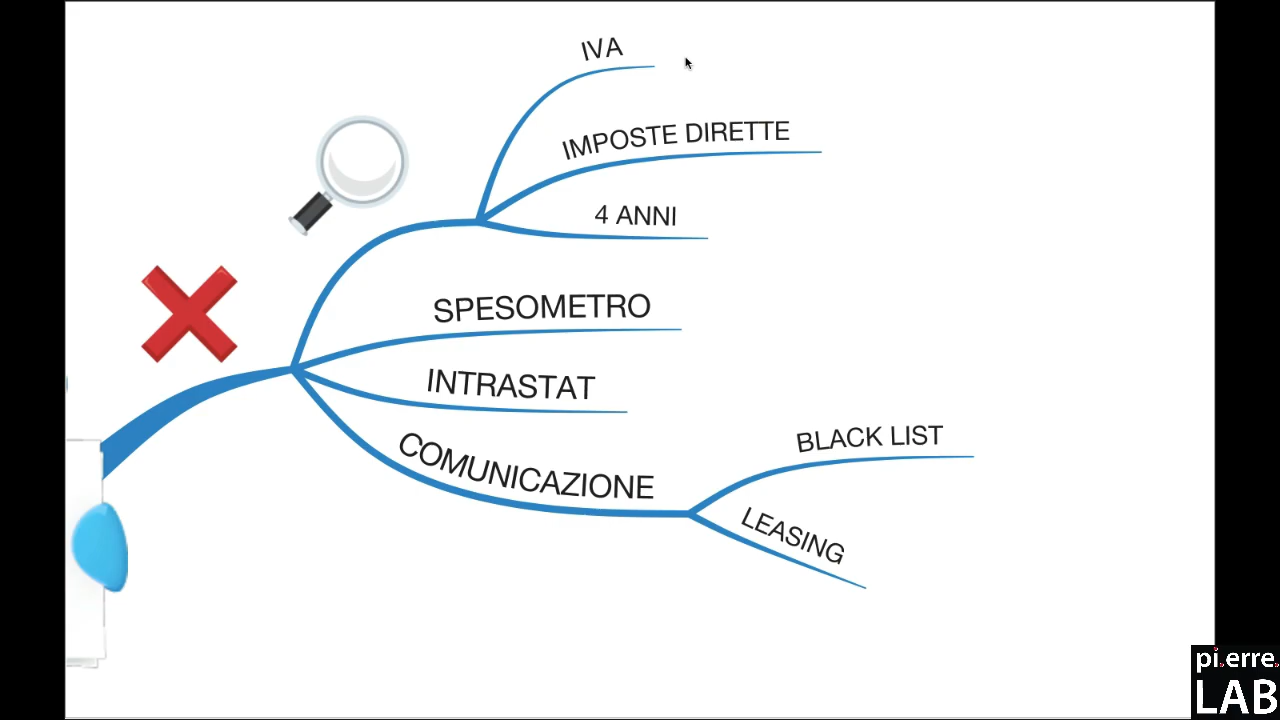 IVA
IMPOSTE DIRETTE
4 ANNI
SPESOMETRO
INTRASTAT
COMUNICAZIONE
BLACK LIST
LEASING
pi.erre.
LAB